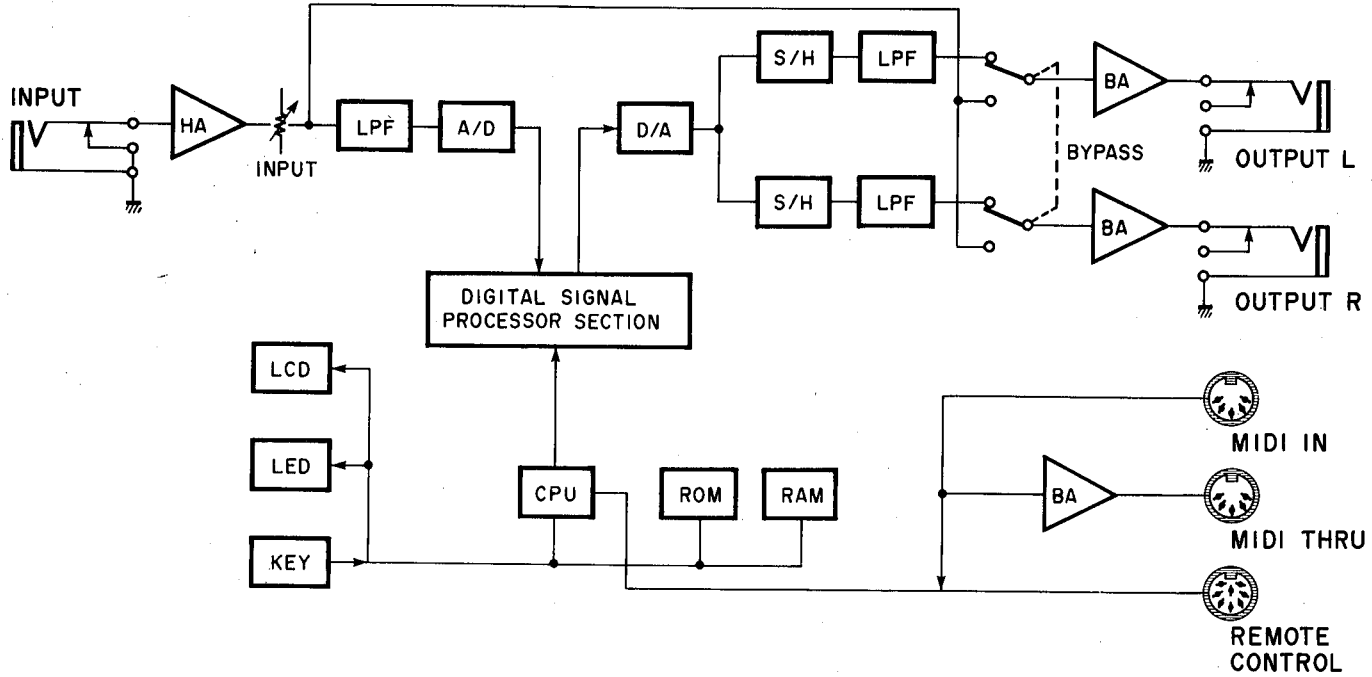 INPUT
HA
INPUT
LPF
A/D
D/A
S/H
LPF
S/H
LPF
BYPASS
BA
OUTPUT L
BA
OUTPUT R
DIGITAL SIGNAL
PROCESSOR SECTION
LCD
LED
KEY
CPU
ROM
RAM
BA
MIDI IN
MIDI THRU
REMOTE
CONTROL